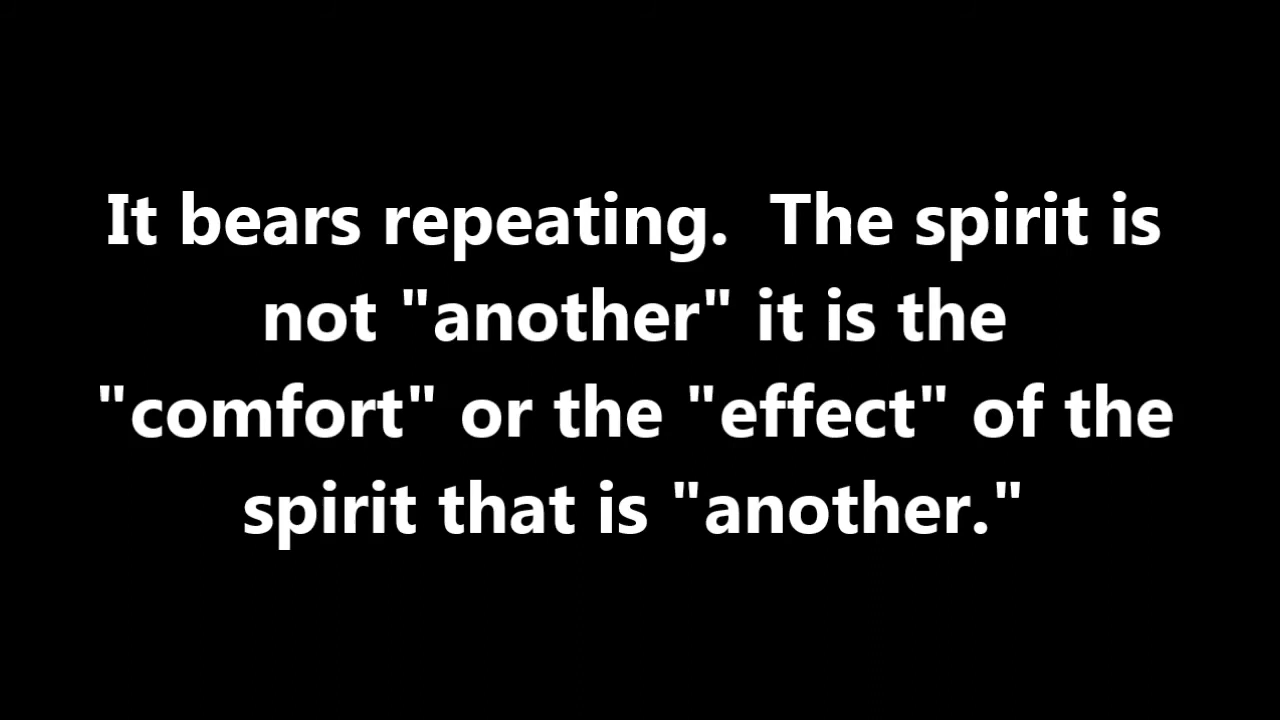 It bears repeating.  The spirit is
not "another" it is the
"comfort" or the "effect" of the
spirit that is "another."